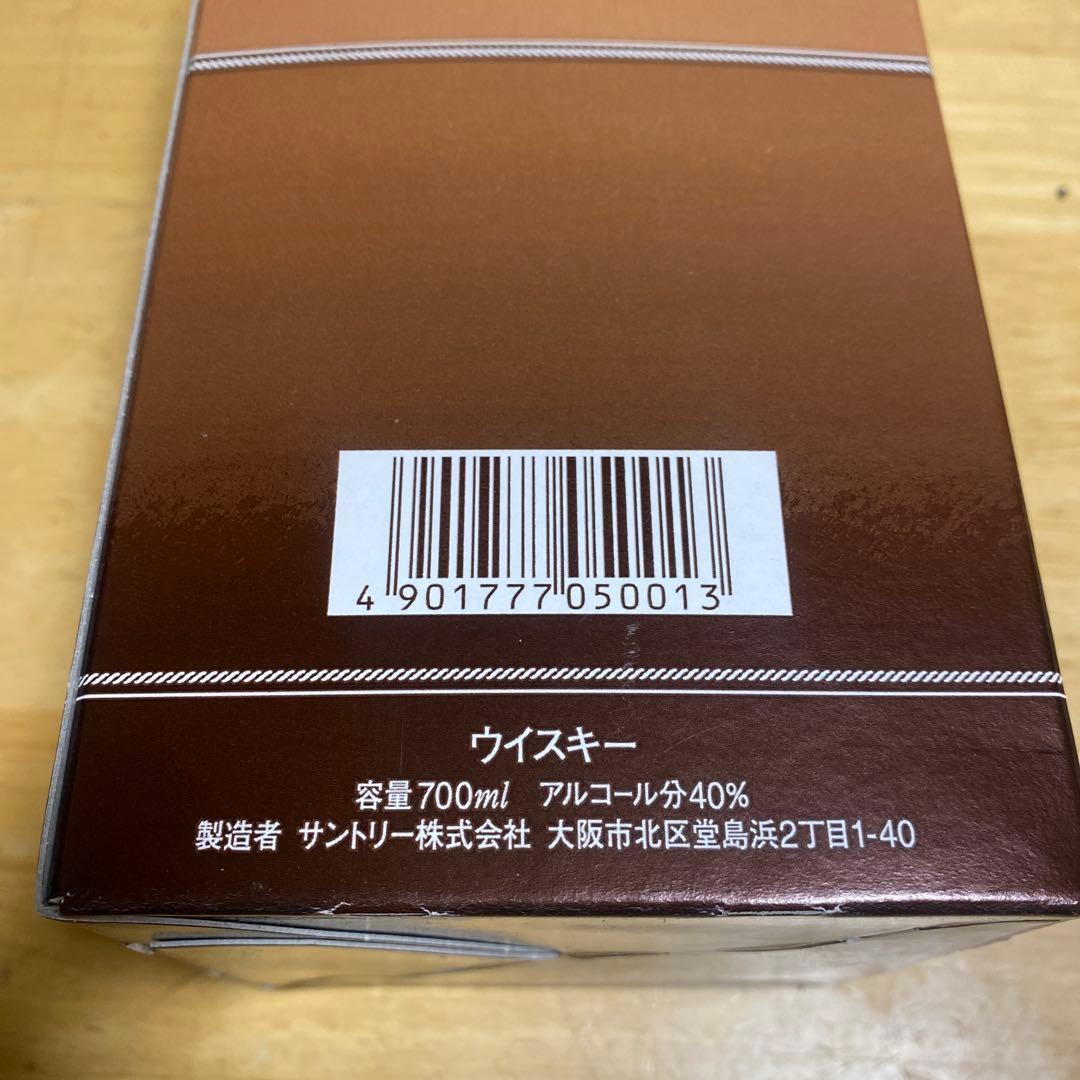 4 901777 050013
ウイスキー
容量700ml アルコール分40%
製造者 サントリー株式会社 大阪市北区堂島浜2丁目1-40